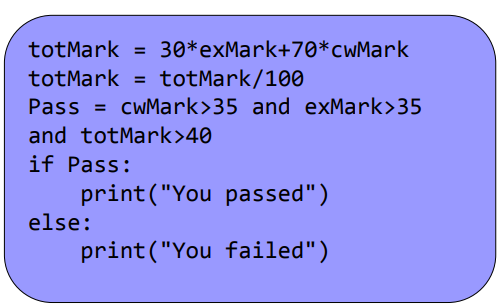 totMark = 30*exMark+70*cwMark
totMark = totMark/100
Pass = cwMark>35 and exMark>35
and totMark>40
if Pass:
    print("You passed")
else:
    print("You failed")